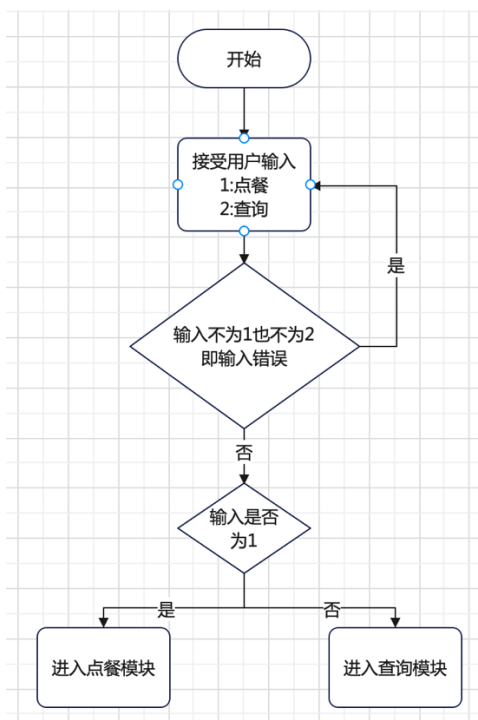 开始
接受用户输入
1:点餐
2:查询
是
输入不为1也不为2
即输入错误
否
输入是否
为1
是
否
进入点餐模块
进入查询模块